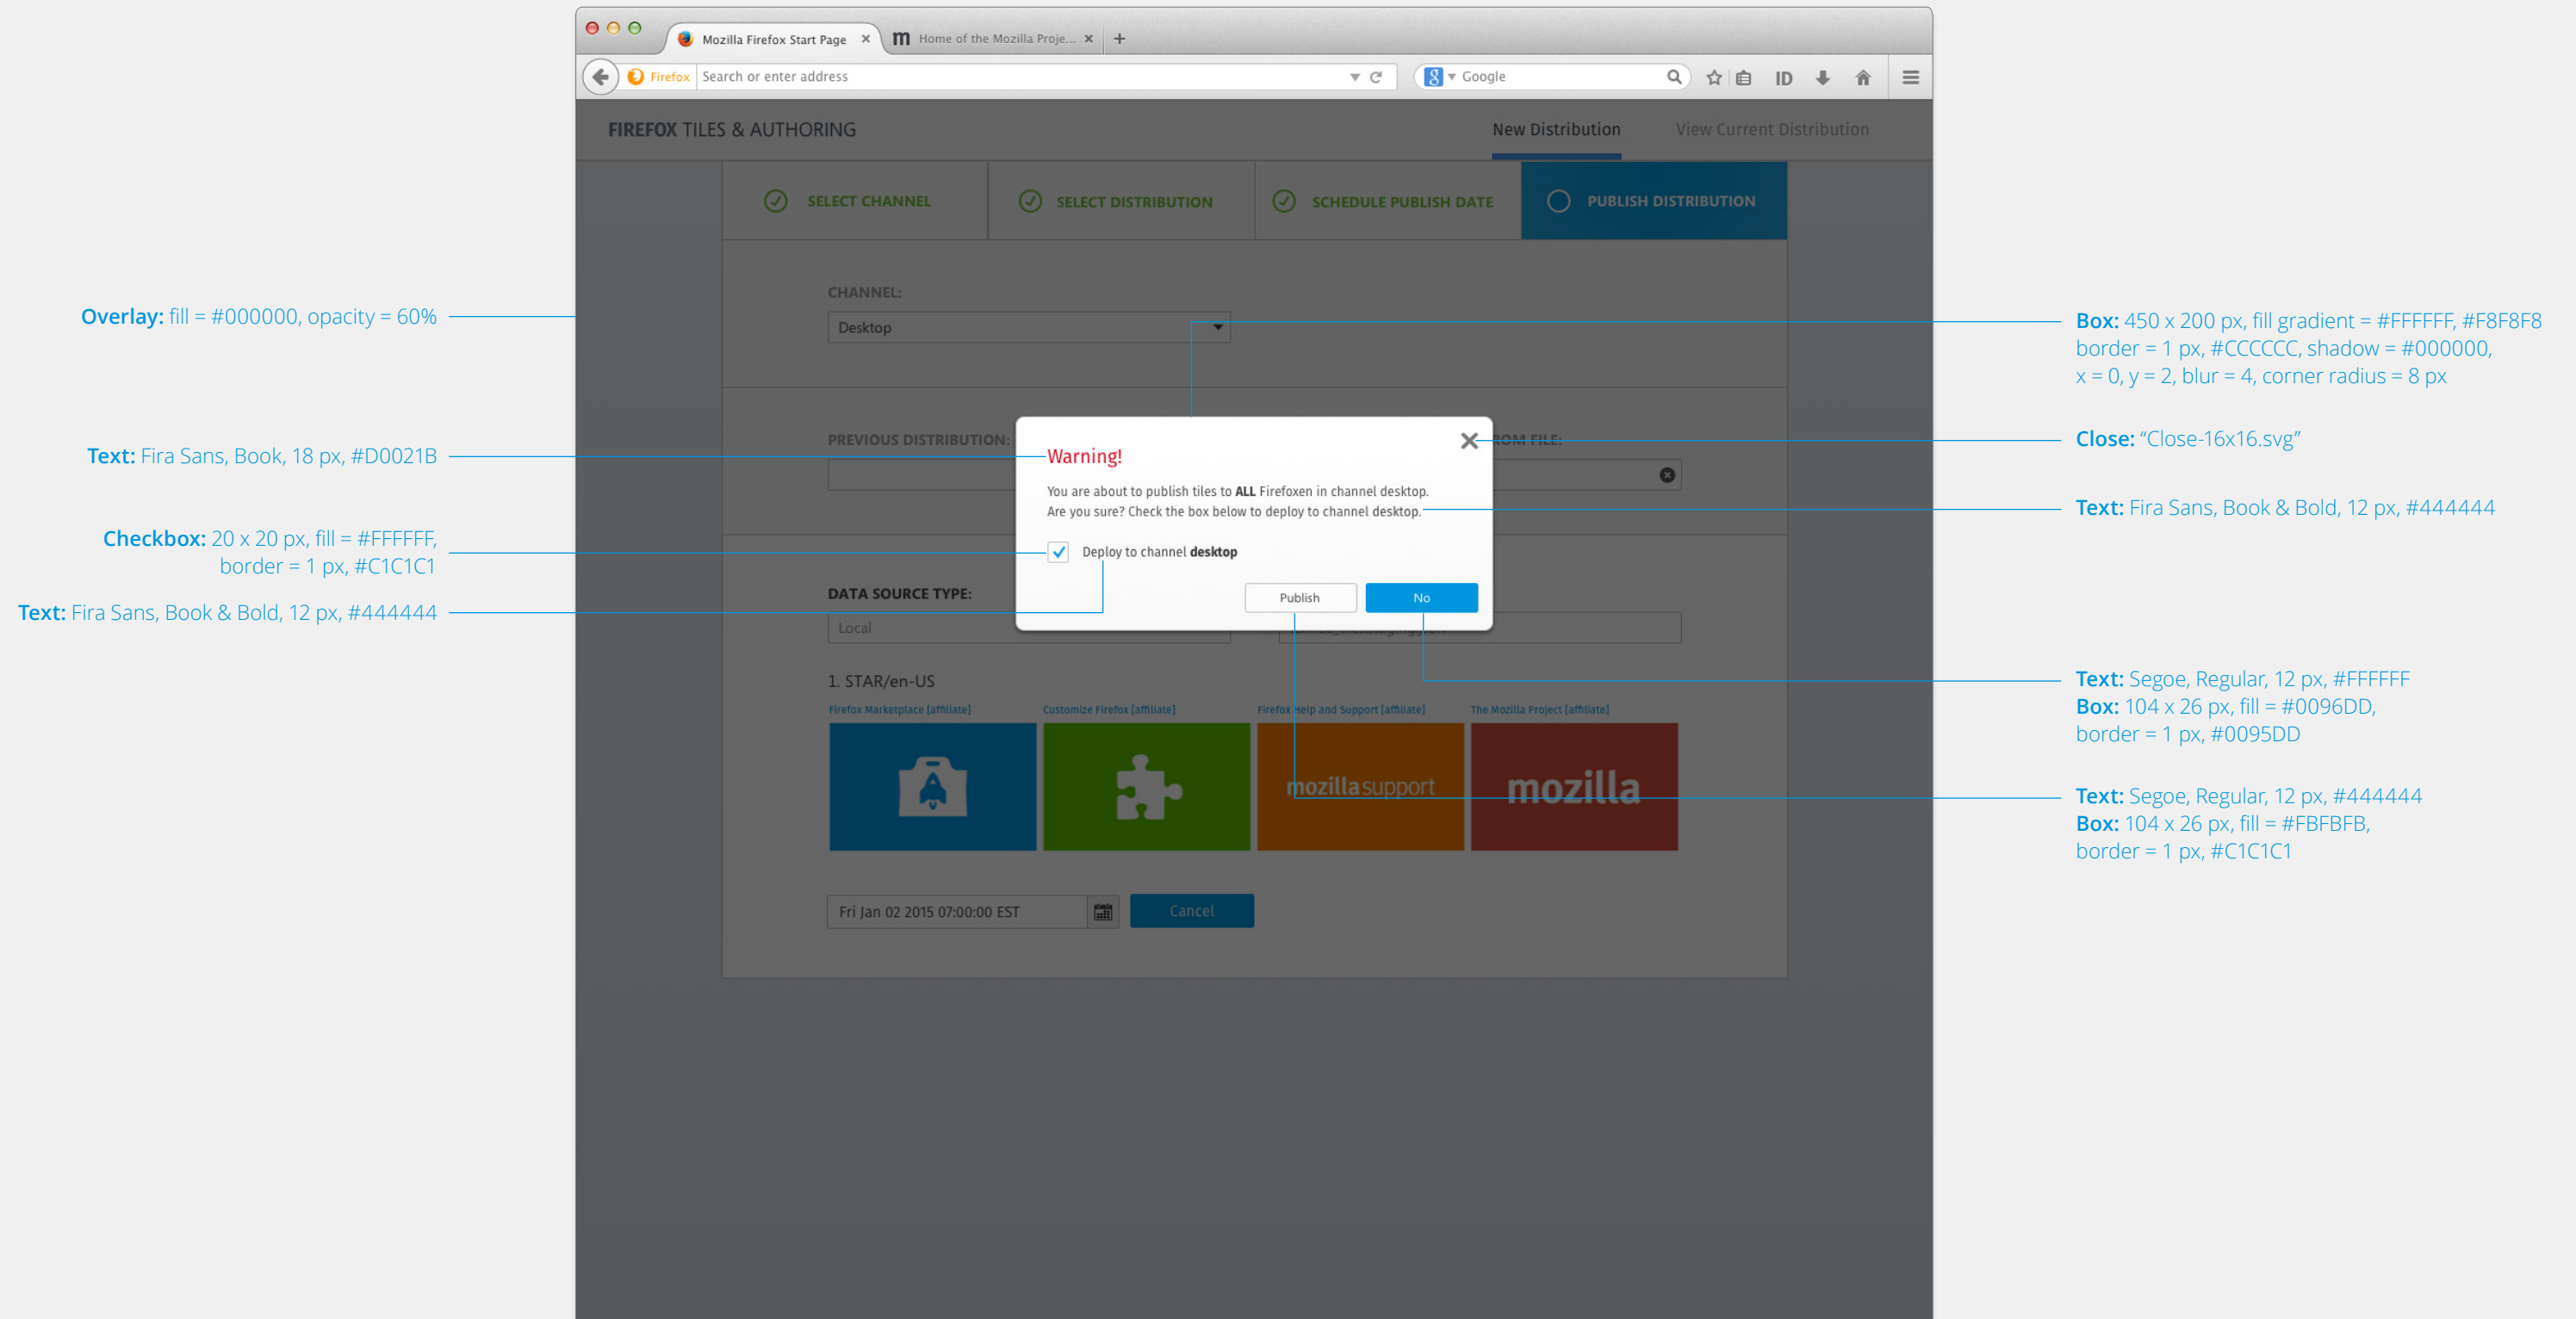 Mozilla Firefox Start Page
Home of the Mozilla Proje...
Firefox
Search or enter address
Google
ID
FIREFOX TILES & AUTHORING
New Distribution
View Current Distribution
SELECT CHANNEL
SELECT DISTRIBUTION
SCHEDULE PUBLISH DATE
PUBLISH DISTRIBUTION
CHANNEL:
Desktop
Overlay: fill = #000000, opacity = 60%
Box: 450 x 200 px, fill gradient = #FFFFFF, #F8F8F8
border = 1 px, #CCCCCC, shadow = #000000,
x = 0, y = 2, blur = 4, corner radius = 8 px
PREVIOUS DISTRIBUTION:
FILE:
Close: “Close-16x16.svg”
Text: Fira Sans, Book, 18 px, #D0021B
Warning!
You are about to publish tiles to ALL Firefoxen in channel desktop.
Are you sure? Check the box below to deploy to channel desktop.
Text: Fira Sans, Book & Bold, 12 px, #444444
Checkbox: 20 x 20 px, fill = #FFFFFF,
border = 1 px, #C1C1C1
Deploy to channel desktop
Publish
No
Text: Fira Sans, Book & Bold, 12 px, #444444
DATA SOURCE TYPE:
Local
1. STAR/en-US
Firefox Marketplace [affiliate]
Customize Firefox [affiliate]
Firefox Help and Support [affiliate]
The Mozilla Project [affiliate]
mozilla support
mozilla
Text: Segoe, Regular, 12 px, #FFFFFF
Box: 104 x 26 px, fill = #0096DD,
border = 1 px, #0095DD
Text: Segoe, Regular, 12 px, #444444
Box: 104 x 26 px, fill = #FBFBFB,
border = 1 px, #C1C1C1
Fri Jan 02 2015 07:00:00 EST
Cancel